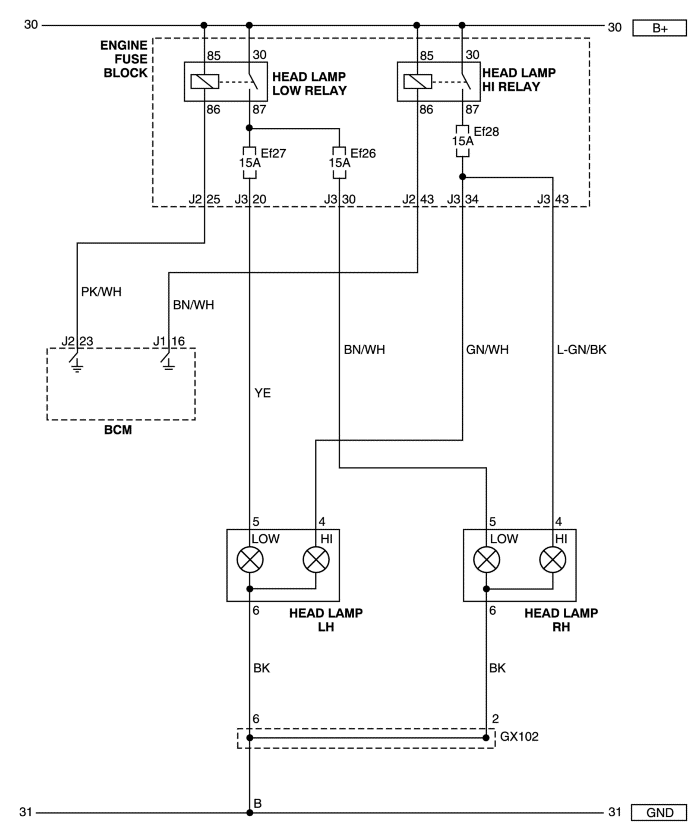 30 30 B+
ENGINE
FUSE
BLOCK
85 30 85 30
HEAD LAMP
LOW RELAY
HEAD LAMP
HI RELAY
86 87 86 87
Ef27 15A
Ef26 15A
Ef28 15A
J2 25 J3 20 J3 30 J2 43 J3 34 J3 43
PK/WH
BN/WH
J2 23 J1 16
BN/WH GN/WH L-GN/BK
YE
BCM
5 4 5 4
LOW HI LOW HI
6 6
HEAD LAMP
LH
HEAD LAMP
RH
BK BK
6 2
GX102
B
31 31 GND